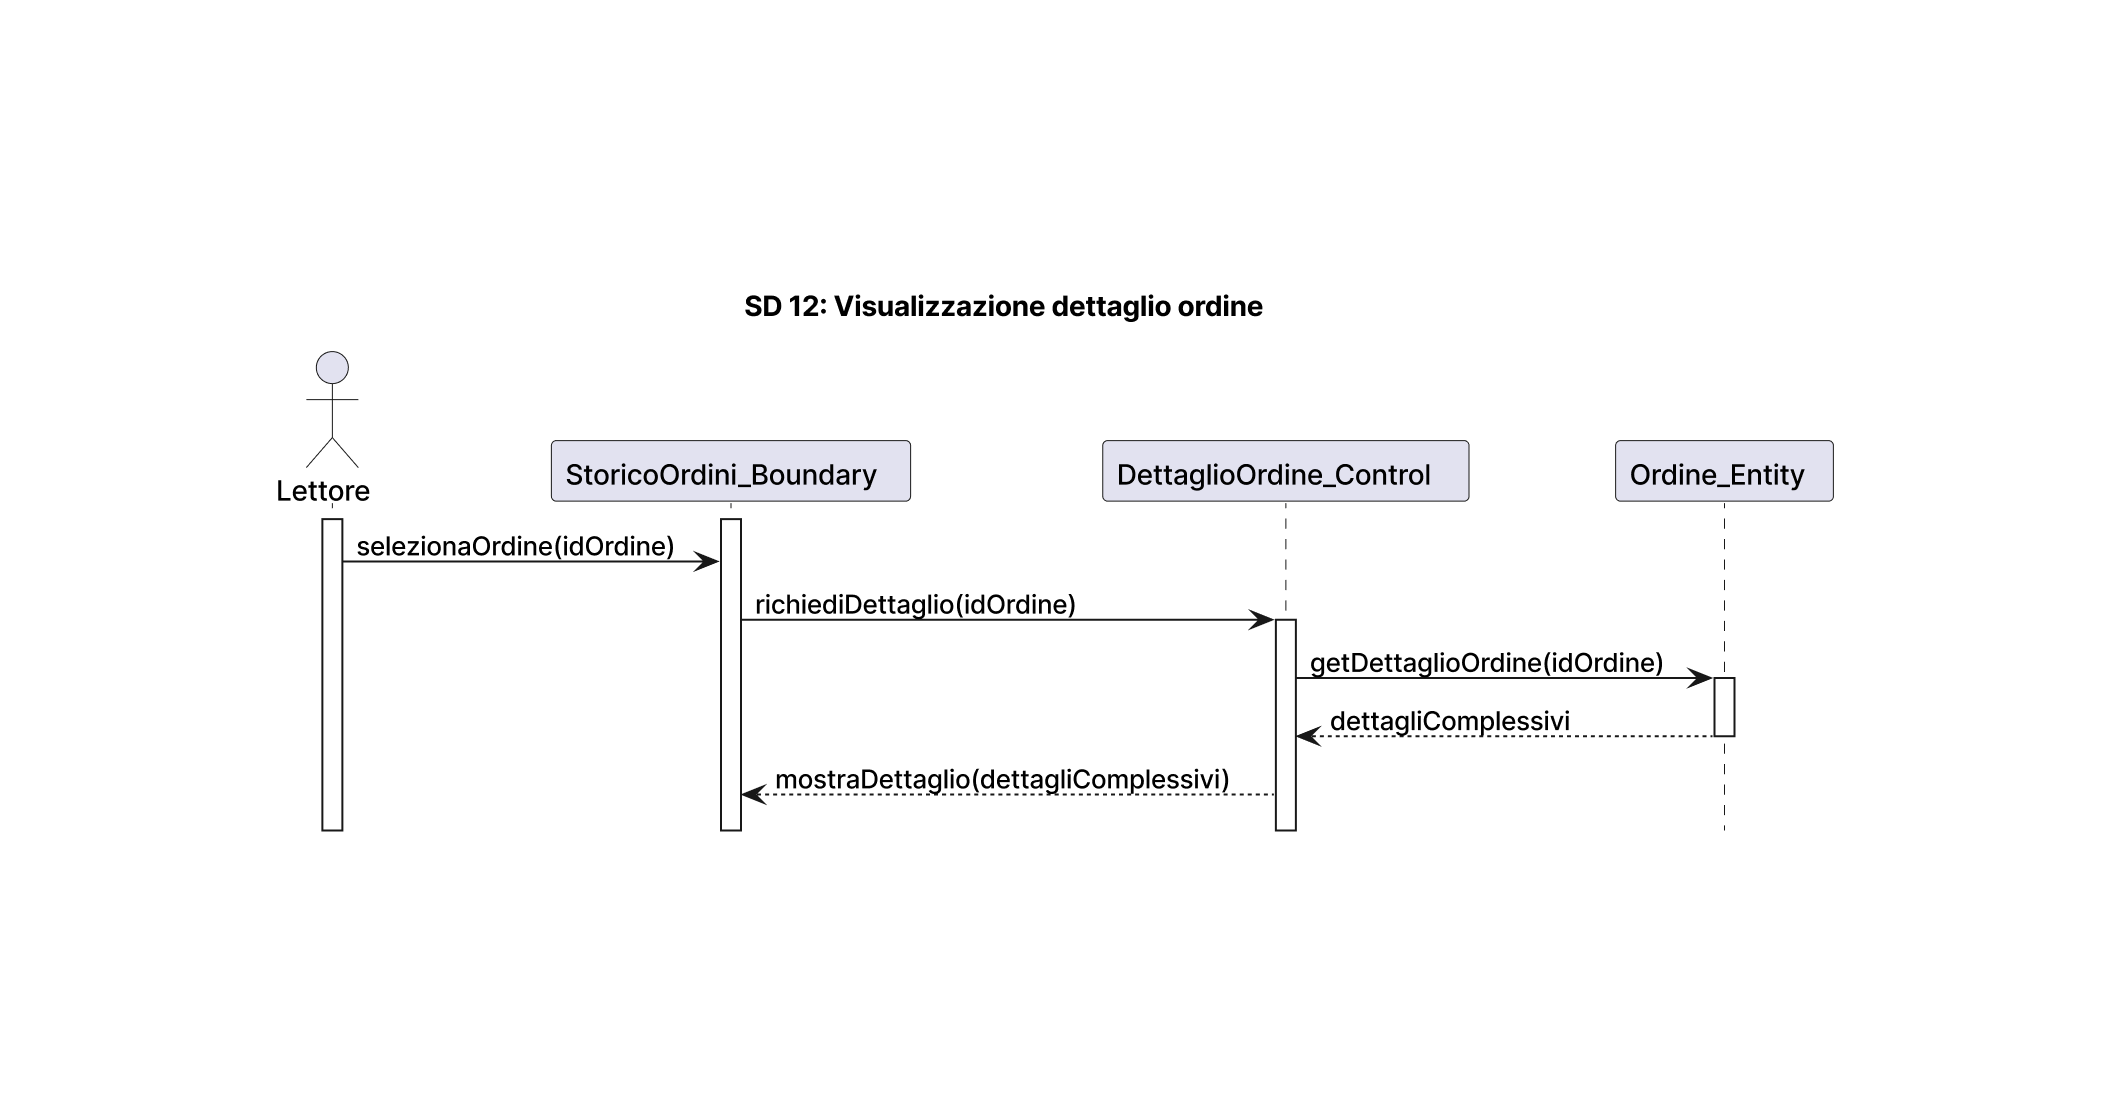 SD 12: Visualizzazione dettaglio ordine
Lettore
StoricoOrdini_Boundary
DettaglioOrdine_Control
Ordine_Entity
selezionaOrdine(idOrdine)
richiediDettaglio(idOrdine)
getDettaglioOrdine(idOrdine)
dettagliComplessivi
mostraDettaglio(dettagliComplessivi)